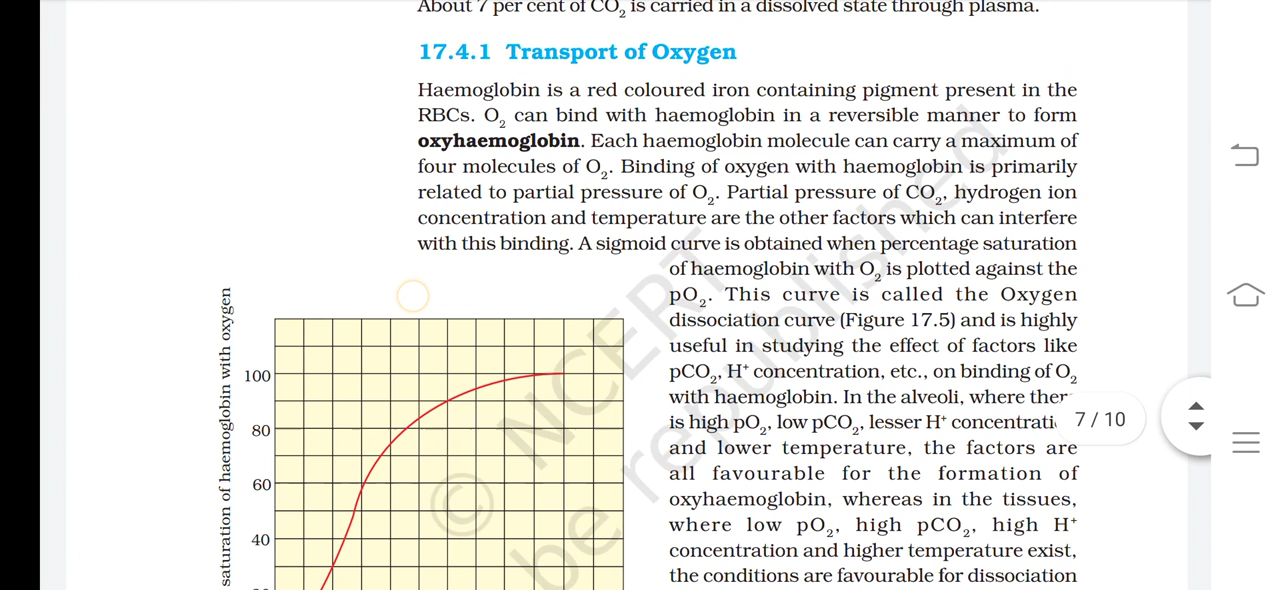 About 7 per cent of CO2 is carried in a dissolved state through plasma.
17.4.1 Transport of Oxygen
Haemoglobin is a red coloured iron containing pigment present in the
RBCs. O2 can bind with haemoglobin in a reversible manner to form
oxyhaemoglobin. Each haemoglobin molecule can carry a maximum of
four molecules of O2. Binding of oxygen with haemoglobin is primarily
related to partial pressure of O2. Partial pressure of CO2, hydrogen ion
concentration and temperature are the other factors which can interfere
with this binding. A sigmoid curve is obtained when percentage saturation
of haemoglobin with O2 is plotted against the
pO2. This curve is called the Oxygen
dissociation curve (Figure 17.5) and is highly
useful in studying the effect of factors like
pCO2, H+ concentration, etc., on binding of O2
with haemoglobin. In the alveoli, where
is high pO2, low pCO2, lesser H+
and lower temperature, the factors are
all favourable for the formation of
oxyhaemoglobin, whereas in the tissues,
where low pO2, high pCO2, high H+
concentration and higher temperature exist,
the conditions are favourable for dissociation
saturation of haemoglobin with oxygen
100
80
60
40
7 / 10
© NCERT
be republished